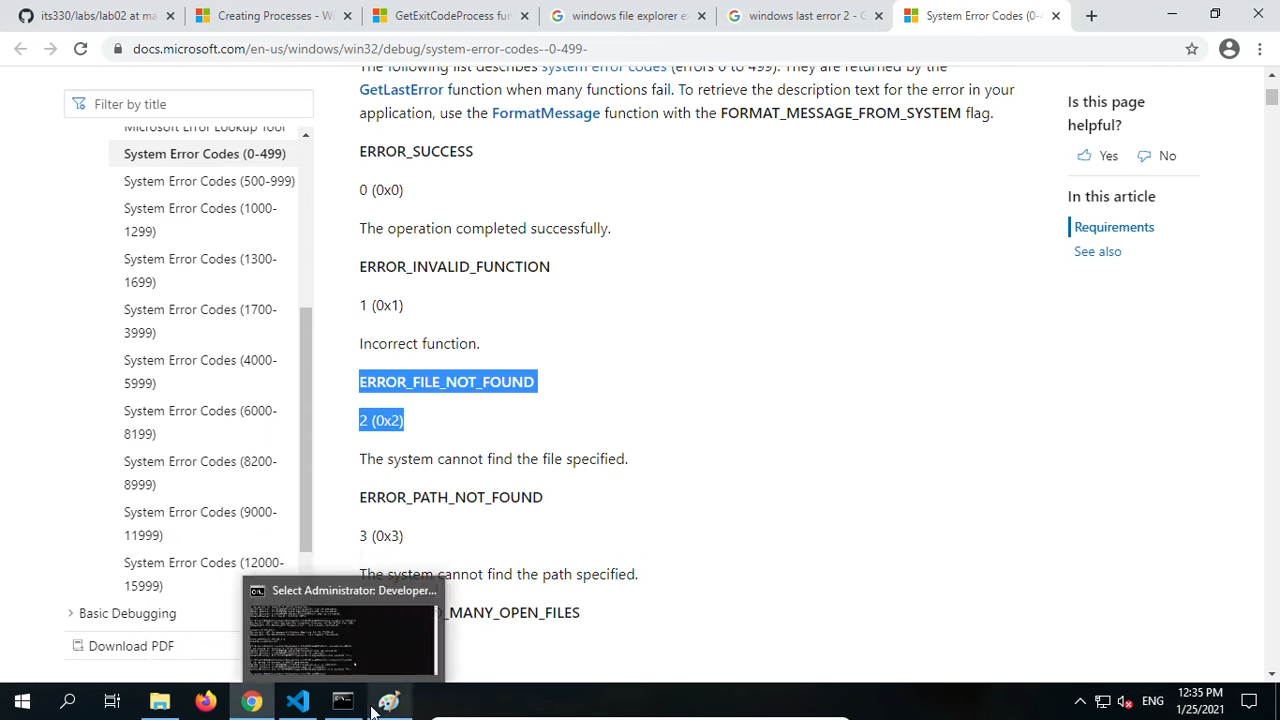 its330/labs/lab02 at ma
Creating Processes - Wi
GetExitCodeProcess fun
windows file explorer ex
windows last error 2 - G
System Error Codes (0-4
docs.microsoft.com/en-us/windows/win32/debug/system-error-codes--0-499-
The following list describes system error codes (errors 0 to 499). They are returned by the
GetLastError function when many functions fail. To retrieve the description text for the error in your
application, use the FormatMessage function with the FORMAT_MESSAGE_FROM_SYSTEM flag.
ERROR_SUCCESS
0 (0x0)
The operation completed successfully.
ERROR_INVALID_FUNCTION
1 (0x1)
Incorrect function.
ERROR_FILE_NOT_FOUND
2 (0x2)
The system cannot find the file specified.
ERROR_PATH_NOT_FOUND
3 (0x3)
The system cannot find the path specified.
_MANY_OPEN_FILES
Filter by title
Microsoft Error Lookup Tool
System Error Codes (0-499)
System Error Codes (500-999)
System Error Codes (1000-
1299)
System Error Codes (1300-
1699)
System Error Codes (1700-
3999)
System Error Codes (4000-
5999)
System Error Codes (6000-
8199)
System Error Codes (8200-
8999)
System Error Codes (9000-
11999)
System Error Codes (12000-
15999)
Basic Debugging
Download PDF
Is this page
helpful?
Yes No
In this article
Requirements
See also
Select Administrator: Developer...
ENG
12:35 PM
1/25/2021